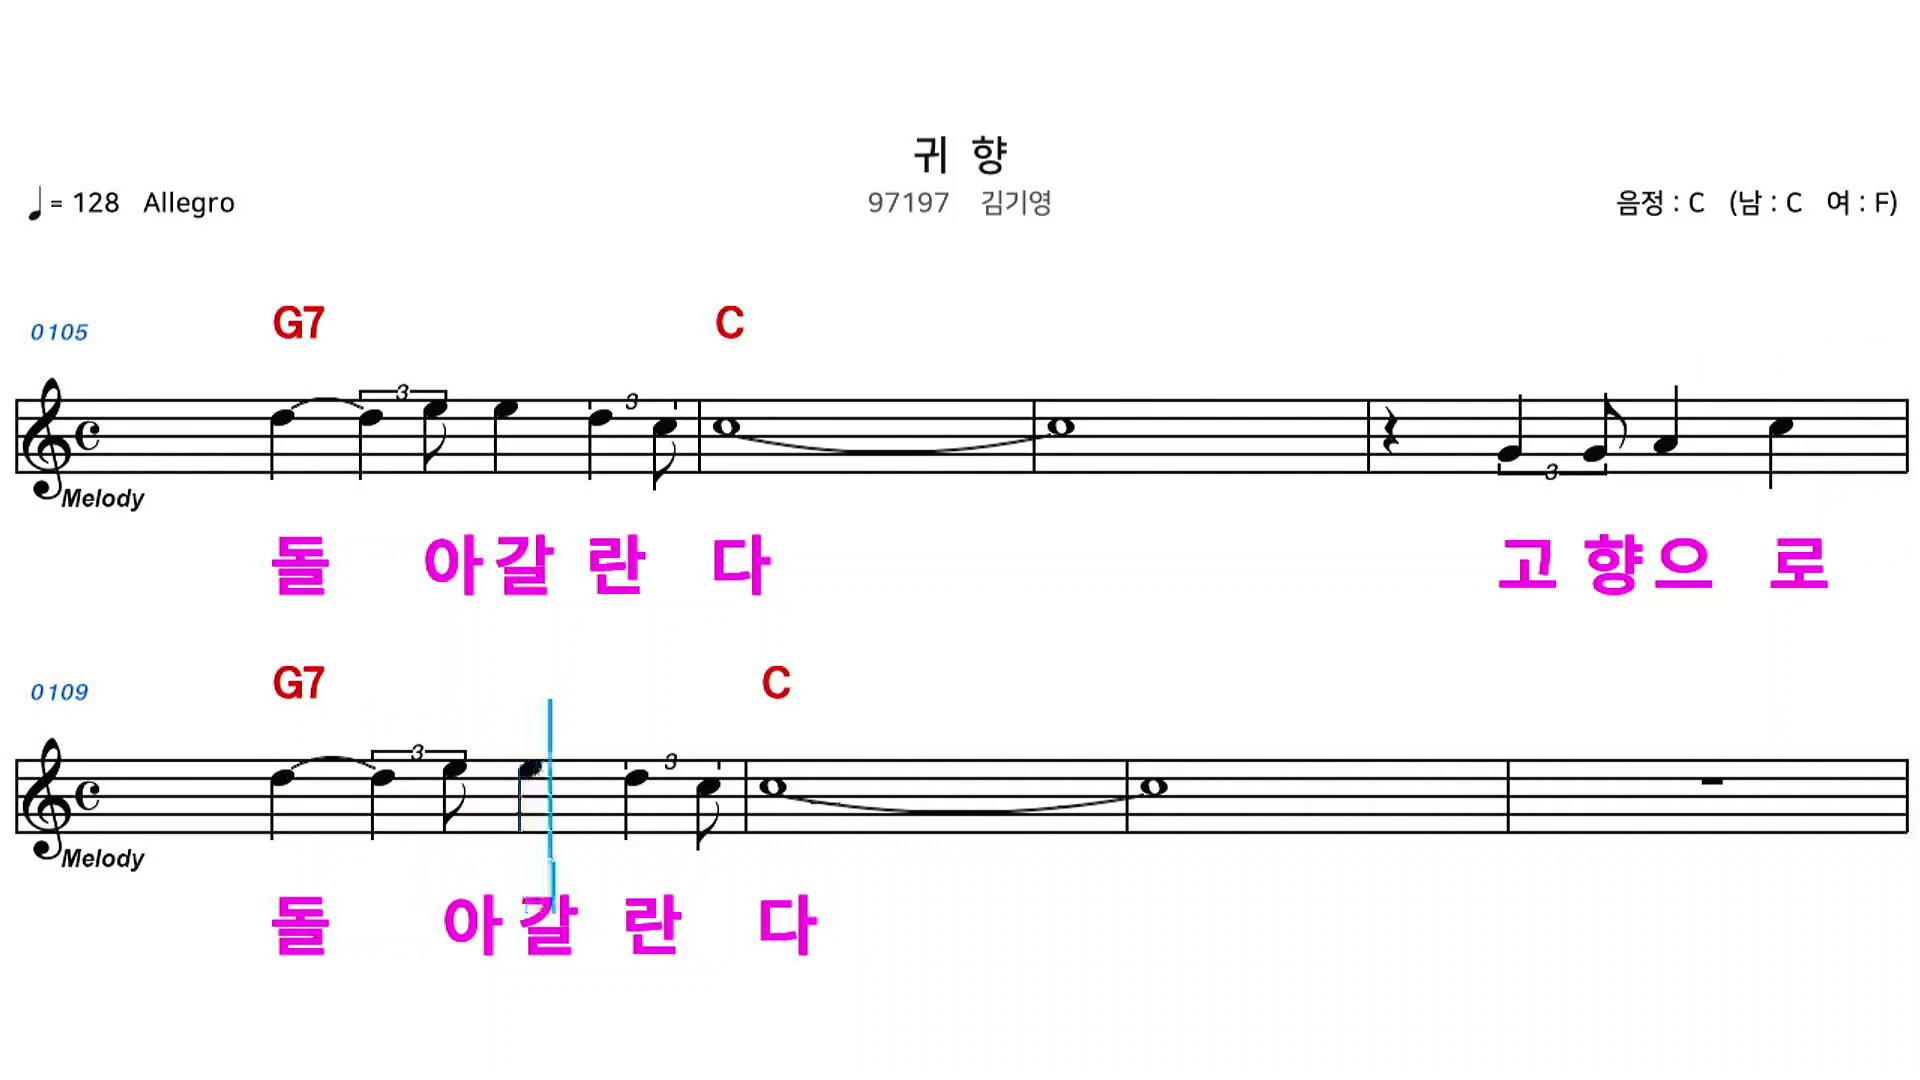 귀 향
♩= 128 Allegro
97197 김기영
음정 : C (남 : C 여 : F)
0105 G7 C
3 3 3
Melody
돌 아갈 란 다 고 향으 로
0109 G7 C
3 3
Melody
돌 아 갈 란 다